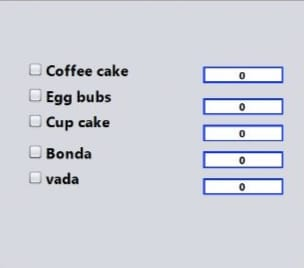 Coffee cake 0
Egg bubs 0
Cup cake 0
Bonda 0
vada 0